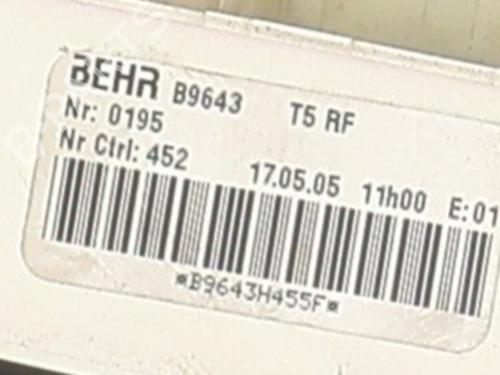 BEHR B9643 T5 RF
Nr: 0195
Nr Ctrl: 452 17.05.05 11h00 E: 01
*B9643H455F*